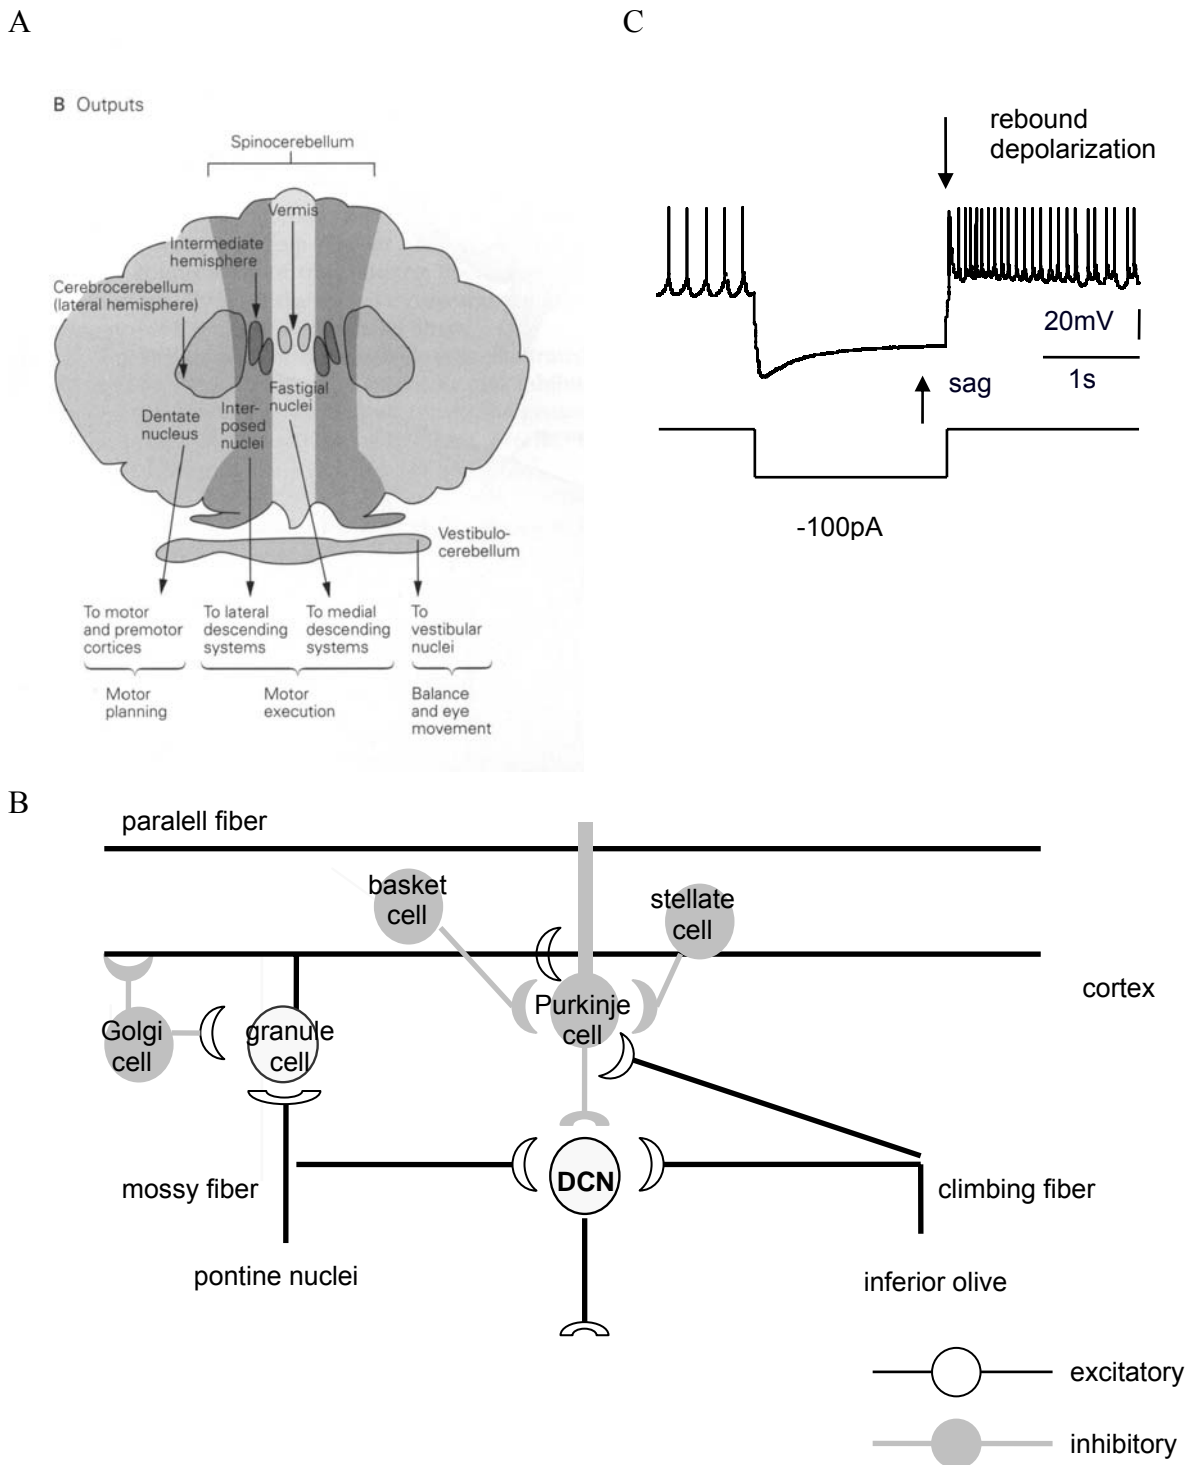 A
B Outputs
Spinocerebellum
Vermis
Intermediate
hemisphere
Cerebrocerebellum
(lateral hemisphere)
Fastigial
nuclei
Dentate
nucleus
Inter-
posed
nuclei
Vestibulo-
cerebellum
To motor
and premotor
cortices
To lateral
descending
systems
To medial
descending
systems
To
vestibular
nuclei
Motor
planning
Motor
execution
Balance
and eye
movement
C
rebound
depolarization
20mV
1s
sag
-100pA
B
paralell fiber
basket
cell
stellate
cell
cortex
Golgi
cell
granule
cell
Purkinje
cell
DCN
mossy fiber
climbing fiber
pontine nuclei
inferior olive
excitatory
inhibitory